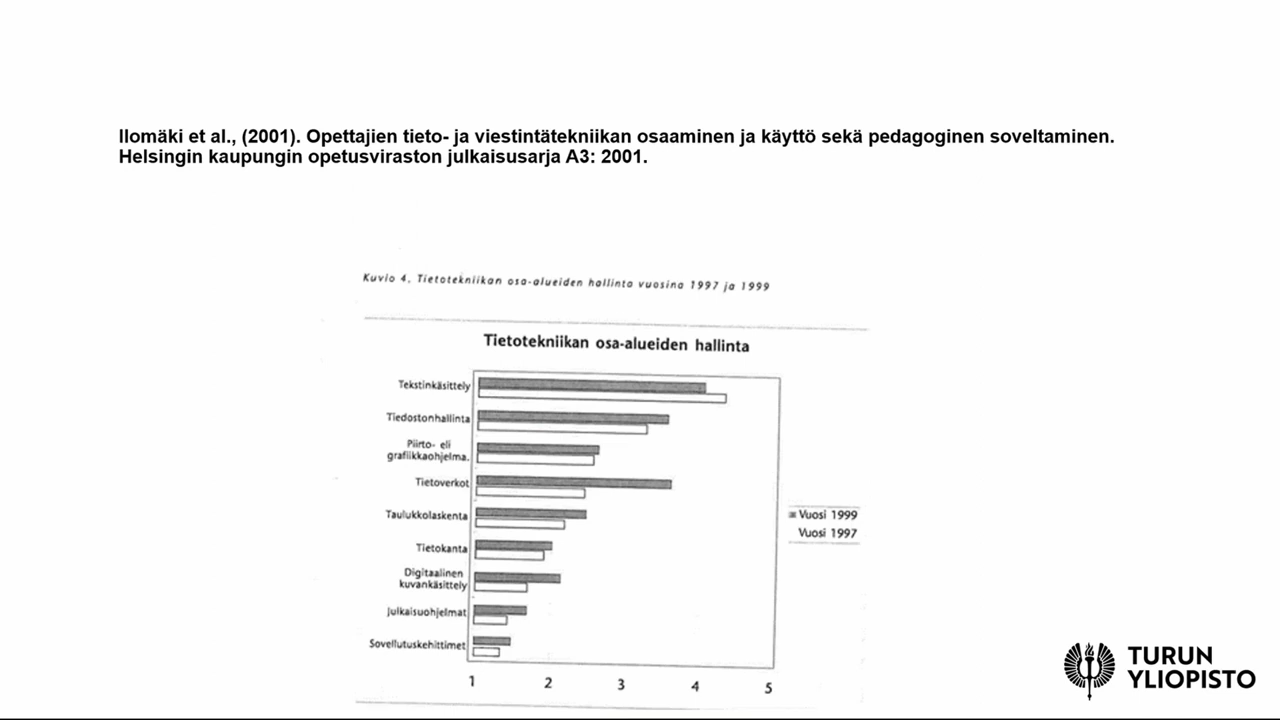 Ilomäki et al., (2001). Opettajien tieto- ja viestintätekniikan osaaminen ja käyttö sekä pedagoginen soveltaminen.
Helsingin kaupungin opetusviraston julkaisusarja A3: 2001.
Kuvio 4. Tietotekniikan osa-alueiden hallinta vuosina 1997 ja 1999
Tietotekniikan osa-alueiden hallinta
Tekstinkäsittely
Tiedostonhallinta
Piirto- eli
grafiikkaohjelma.
Tietoverkot
Taulukkolaskenta
Tietokanta
Digitaalinen
kuvankäsittely
Julkaisuohjelmat
Sovellutuskehittimet
1 2 3 4 5
Vuosi 1999
Vuosi 1997
TURUN
YLIOPISTO